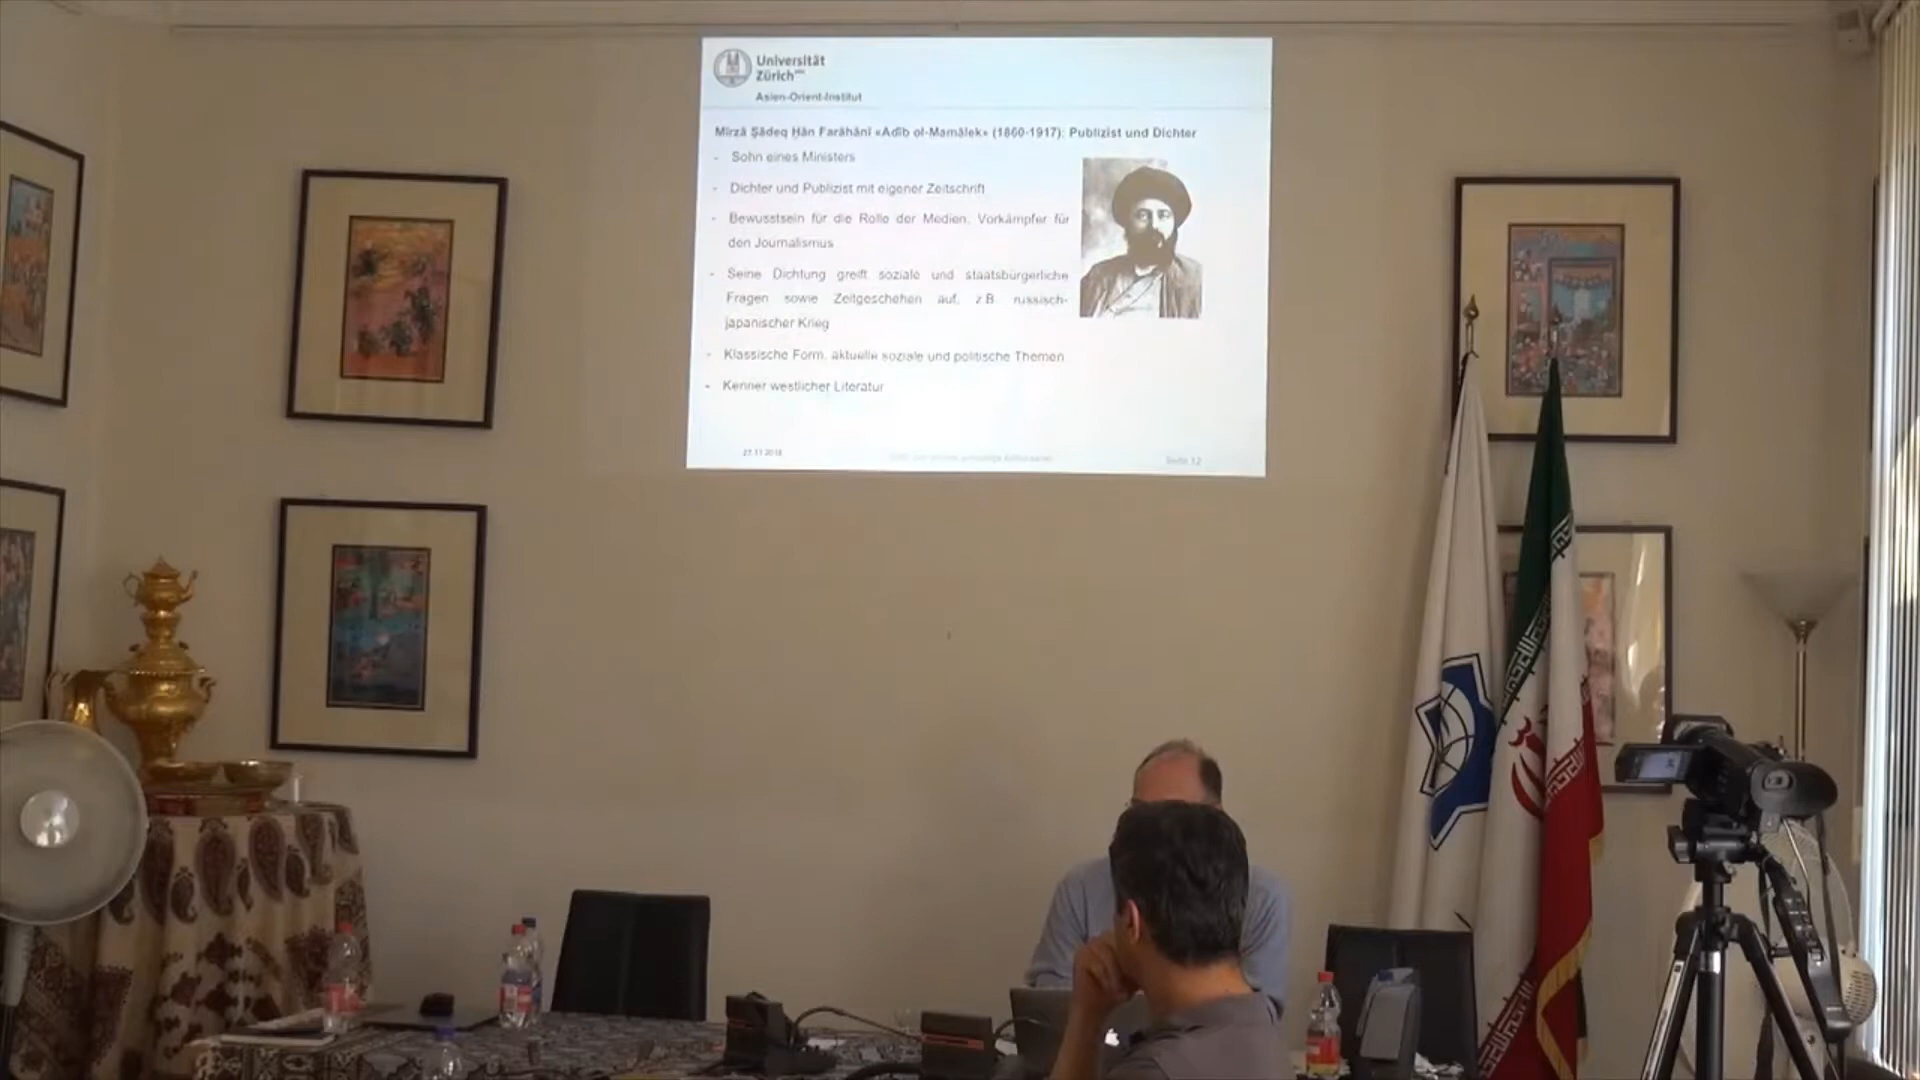 Universität
Zürich
Asien-Orient-Institut
Mīrzā Ṣādeq Ḫān Farāhānī «Adīb ol-Mamālek» (1860-1917): Publizist und Dichter
- Sohn eines Ministers
- Dichter und Publizist mit eigener Zeitschrift
- Bewusstsein für die Rolle der Medien, Vorkämpfer für
den Journalismus
- Seine Dichtung greift soziale und staatsbürgerliche
Fragen sowie Zeitgeschehen auf, z.B. russisch-
japanischer Krieg
- Klassische Form, aktuelle soziale und politische Themen
- Kenner westlicher Literatur
Seite 12